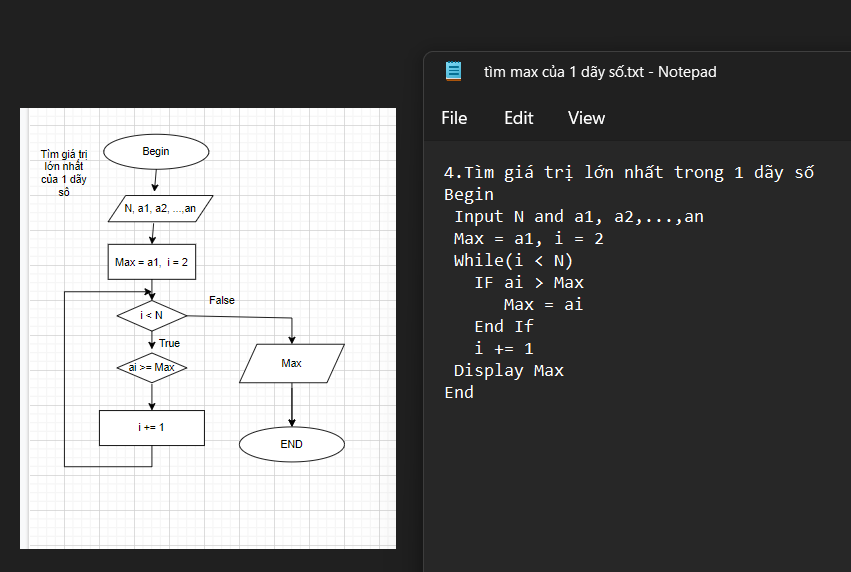 Tìm giá trị
lớn nhất
của 1 dãy
số
Begin
N, a1, a2, ...,an
Max = a1, i = 2
i < N
False
True
ai >= Max
i += 1
Max
END
tìm max của 1 dãy số.txt - Notepad
File Edit View
4.Tìm giá trị lớn nhất trong 1 dãy số
Begin
Input N and a1, a2,...,an
Max = a1, i = 2
While(i < N)
IF ai > Max
Max = ai
End If
i += 1
Display Max
End